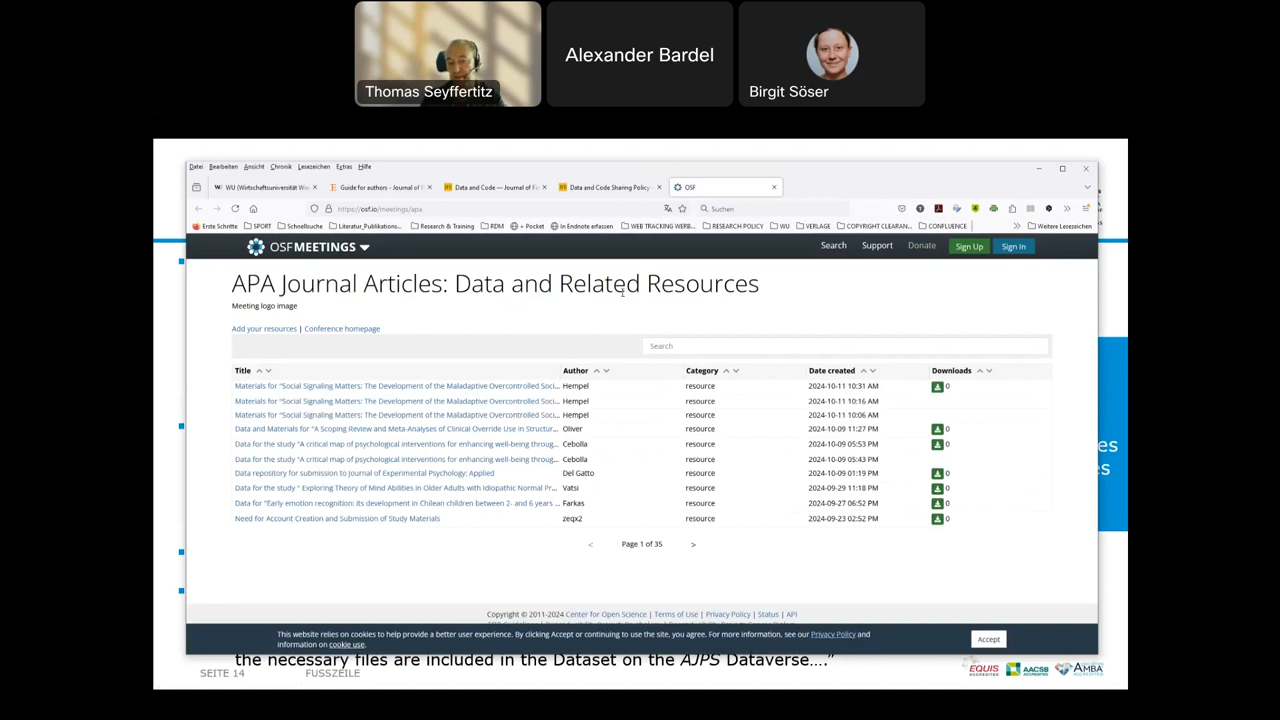 Thomas Seyffertitz
Alexander Bardel
Birgit Söser
Datei Bearbeiten Ansicht Chronik Lesezeichen Extras Hilfe
WU (Wirtschaftsuniversität Wie Guide for authors - Journal of E Data and Code — Journal of Fi Data and Code Sharing Policy - OSF
https://osf.io/meetings/apa Suchen
Erste Schritte SPORT Schnellsuche Literatur_Publikations... Research & Training RDM + Pocket In Endnote erfassen WEB TRACKING WERB... RESEARCH POLICY WU VERLAGE COPYRIGHT CLEARAN... CONFLUENCE Weitere Lesezeichen
OSFMEETINGS Search Support Donate Sign Up Sign In
APA Journal Articles: Data and Related Resources
Meeting logo image
Add your resources | Conference homepage
Search
Title Author Category Date created Downloads
Materials for "Social Signaling Matters: The Development of the Maladaptive Overcontrolled Soci... Hempel resource 2024-10-11 10:31 AM 0
Materials for "Social Signaling Matters: The Development of the Maladaptive Overcontrolled Soci... Hempel resource 2024-10-11 10:16 AM
Materials for "Social Signaling Matters: The Development of the Maladaptive Overcontrolled Soci... Hempel resource 2024-10-11 10:06 AM
Data and Materials for "A Scoping Review and Meta-Analyses of Clinical Override Use in Structur... Oliver resource 2024-10-09 11:27 PM 0
Data for the study "A critical map of psychological interventions for enhancing well-being throug... Cebolla resource 2024-10-09 05:53 PM 0
Data for the study "A critical map of psychological interventions for enhancing well-being throug... Cebolla resource 2024-10-09 05:43 PM
Data repository for submission to Journal of Experimental Psychology: Applied Del Gatto resource 2024-10-09 01:19 PM 0
Data for the study " Exploring Theory of Mind Abilities in Older Adults with Idiopathic Normal Pr... Vatsi resource 2024-09-29 11:18 PM 0
Data for "Early emotion recognition: its development in Chilean children between 2- and 6 years ... Farkas resource 2024-09-27 06:52 PM 0
Need for Account Creation and Submission of Study Materials zeqx2 resource 2024-09-23 02:52 PM 0
< Page 1 of 35 >
es
es
Copyright © 2011-2024 Center for Open Science | Terms of Use | Privacy Policy | Status | API
This website relies on cookies to help provide a better user experience. By clicking Accept or continuing to use the site, you agree. For more information, see our Privacy Policy and
information on cookie use.
Accept
the necessary files are included in the Dataset on the AJPS Dataverse...."
SEITE 14 FUSSZEILE
EQUIS ACCREDITED AACSB ACCREDITED AMBA ACCREDITED